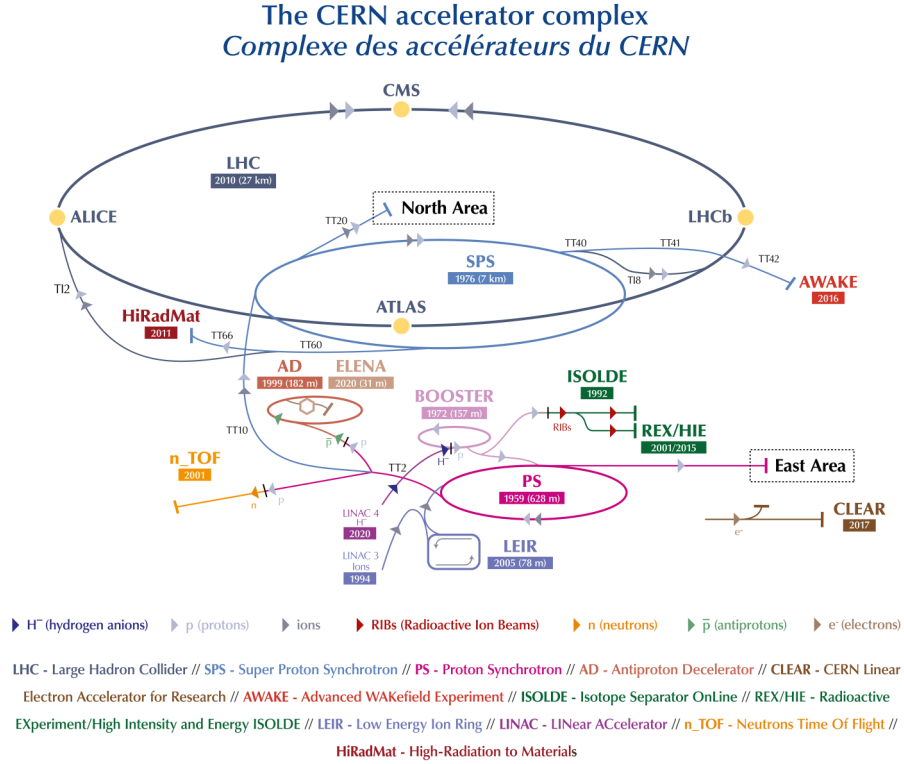 The CERN accelerator complex
Complexe des accélérateurs du CERN
CMS
LHC
2010 (27 km)
ALICE
TT20
North Area
LHCb
SPS
1976 (7 km)
TT40
TT41
TT42
TI8
AWAKE
2016
TI2
HiRadMat
2011
ATLAS
TT66
TT60
AD
1999 (182 m)
ELENA
2020 (31 m)
BOOSTER
1972 (157 m)
ISOLDE
1992
RIBs
REX/HIE
2001/2015
TT10
p̅
p
H⁻
p
East Area
n_TOF
2001
n
p
TT2
PS
1959 (628 m)
LINAC 4
H⁻
2020
CLEAR
2017
e⁻
LINAC 3
Ions
1994
LEIR
2005 (78 m)
H⁻ (hydrogen anions)
p (protons)
ions
RIBs (Radioactive Ion Beams)
n (neutrons)
p̅ (antiprotons)
e⁻ (electrons)
LHC - Large Hadron Collider // SPS - Super Proton Synchrotron // PS - Proton Synchrotron // AD - Antiproton Decelerator // CLEAR - CERN Linear
Electron Accelerator for Research // AWAKE - Advanced WAKefield Experiment // ISOLDE - Isotope Separator OnLine // REX/HIE - Radioactive
EXperiment/High Intensity and Energy ISOLDE // LEIR - Low Energy Ion Ring // LINAC - LINear ACcelerator // n_TOF - Neutrons Time Of Flight //
HiRadMat - High-Radiation to Materials